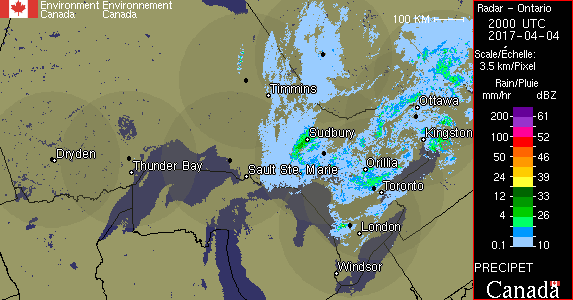 Environment Environnement
Canada Canada
100 KM
Timmins
Ottawa
Sudbury
Kingston
Dryden
Thunder Bay
Sault Ste. Marie
Orillia
Toronto
London
Windsor
Radar - Ontario
2000 UTC
2017-04-04
Scale/Échelle:
3.5 km/Pixel
Rain/Pluie
mm/hr dBZ
200 61
100 52
50 46
24 39
12 33
4 26
1 18
0.1 10
PRECIPET
Canada